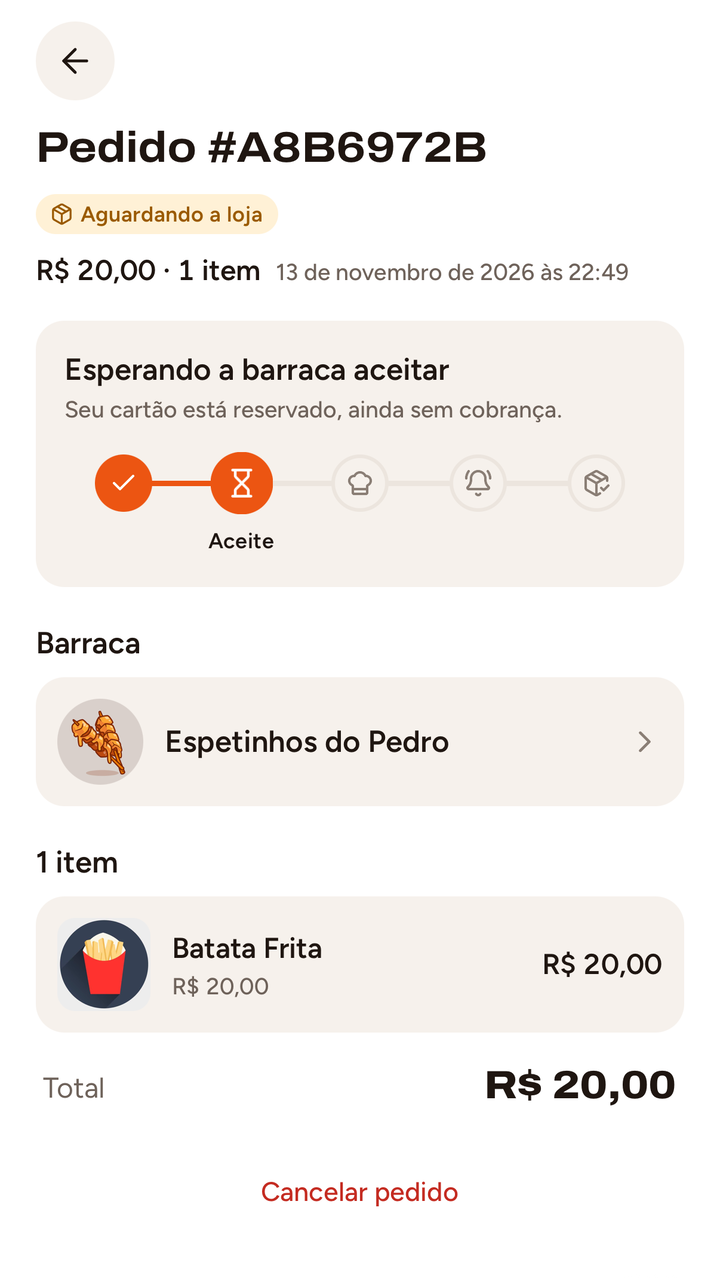 Pedido #A8B6972B
Aguardando a loja
R$ 20,00 · 1 item 13 de novembro de 2026 às 22:49
Esperando a barraca aceitar
Seu cartão está reservado, ainda sem cobrança.
Aceite
Barraca
Espetinhos do Pedro
1 item
Batata Frita
R$ 20,00
R$ 20,00
Total
R$ 20,00
Cancelar pedido